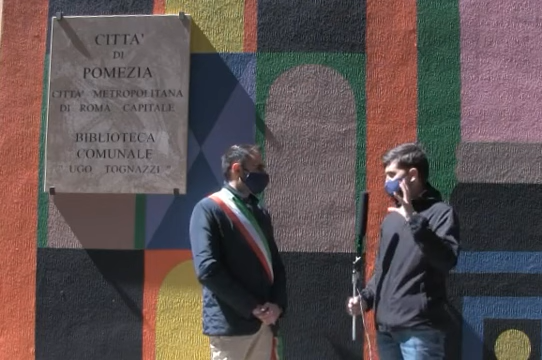 CITTA'
DI
POMEZIA
CITTA' METROPOLITANA
DI ROMA CAPITALE
BIBLIOTECA
COMUNALE
UGO TOGNAZZI